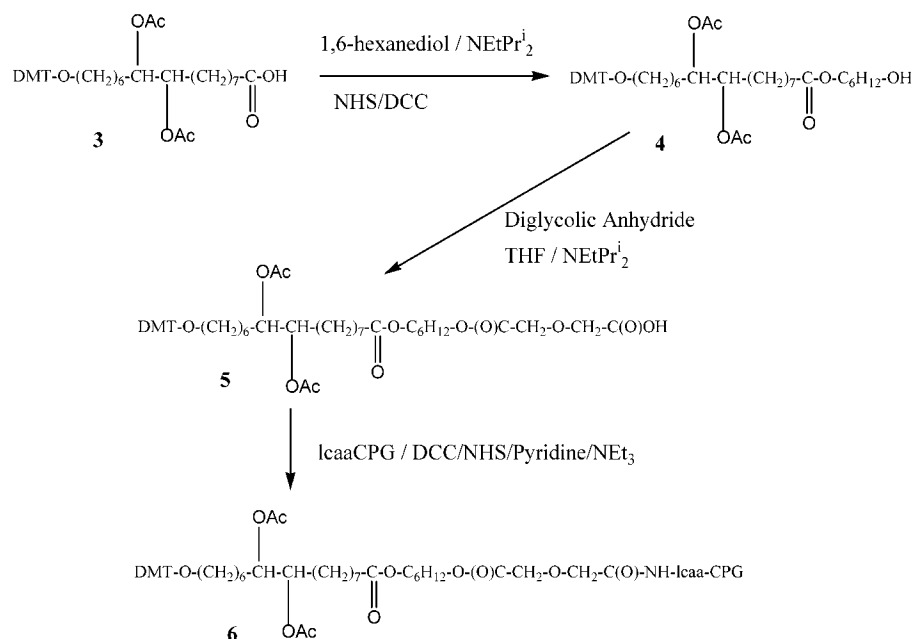 OAc OAc
1,6-hexanediol / NEtPrⁱ₂
DMT-O-(CH₂)₆-CH-CH-(CH₂)₇-C-OH DMT-O-(CH₂)₆-CH-CH-(CH₂)₇-C-O-C₆H₁₂-OH
NHS/DCC
O O
OAc OAc
3 4
Diglycolic Anhydride
THF / NEtPrⁱ₂
OAc
DMT-O-(CH₂)₆-CH-CH-(CH₂)₇-C-O-C₆H₁₂-O-(O)C-CH₂-O-CH₂-C(O)OH
O
5 OAc
lcaaCPG / DCC/NHS/Pyridine/NEt₃
OAc
DMT-O-(CH₂)₆-CH-CH-(CH₂)₇-C-O-C₆H₁₂-O-(O)C-CH₂-O-CH₂-C(O)-NH-lcaa-CPG
O
6 OAc